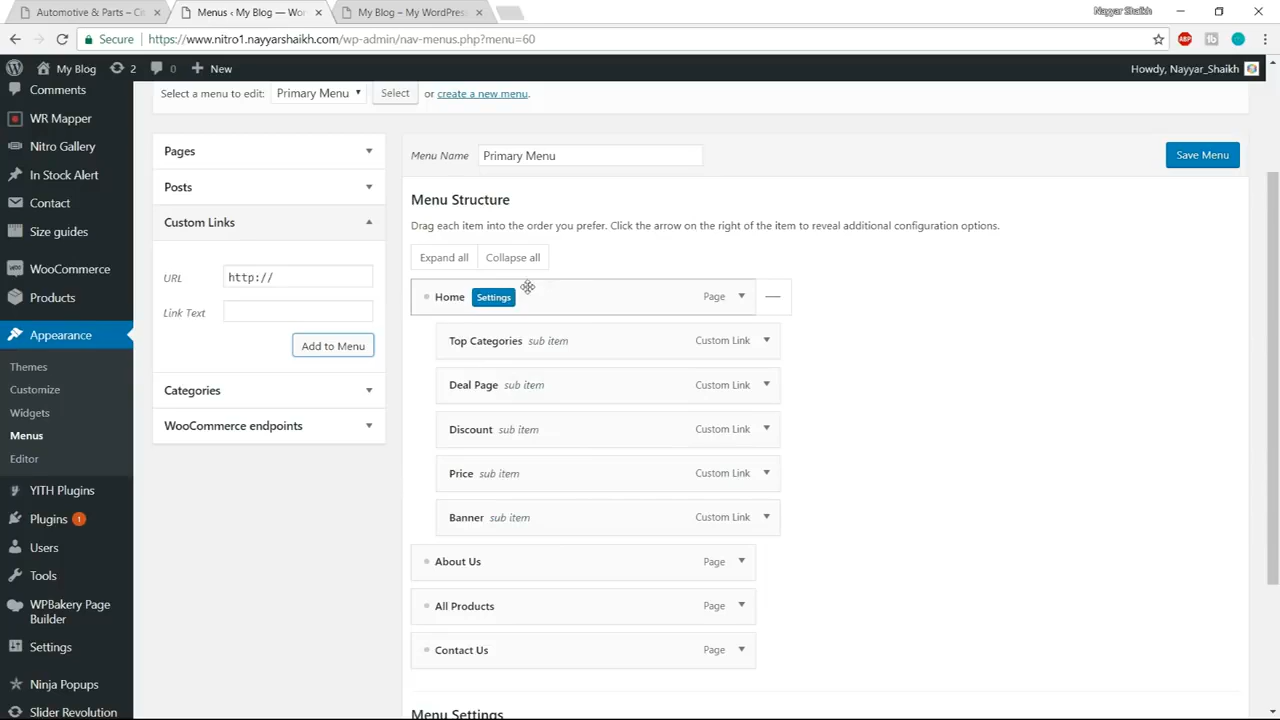 Automotive & Parts – Cit
Menus ‹ My Blog — Wor
My Blog – My WordPres
Nayyar Shaikh
Secure
https://www.nitro1.nayyarshaikh.com/wp-admin/nav-menus.php?menu=60
ABP
My Blog
2
0
New
Howdy, Nayyar_Shaikh
Comments
WR Mapper
Nitro Gallery
In Stock Alert
Contact
Size guides
WooCommerce
Products
Appearance
Themes
Customize
Widgets
Menus
Editor
YITH Plugins
Plugins 1
Users
Tools
WPBakery Page
Builder
Settings
Ninja Popups
Slider Revolution
Select a menu to edit: Primary Menu Select or create a new menu.
Pages
Posts
Custom Links
URL http://
Link Text
Add to Menu
Categories
WooCommerce endpoints
Menu Name Primary Menu
Save Menu
Menu Structure
Drag each item into the order you prefer. Click the arrow on the right of the item to reveal additional configuration options.
Expand all Collapse all
Home Settings Page
Top Categories sub item Custom Link
Deal Page sub item Custom Link
Discount sub item Custom Link
Price sub item Custom Link
Banner sub item Custom Link
About Us Page
All Products Page
Contact Us Page
Menu Settings